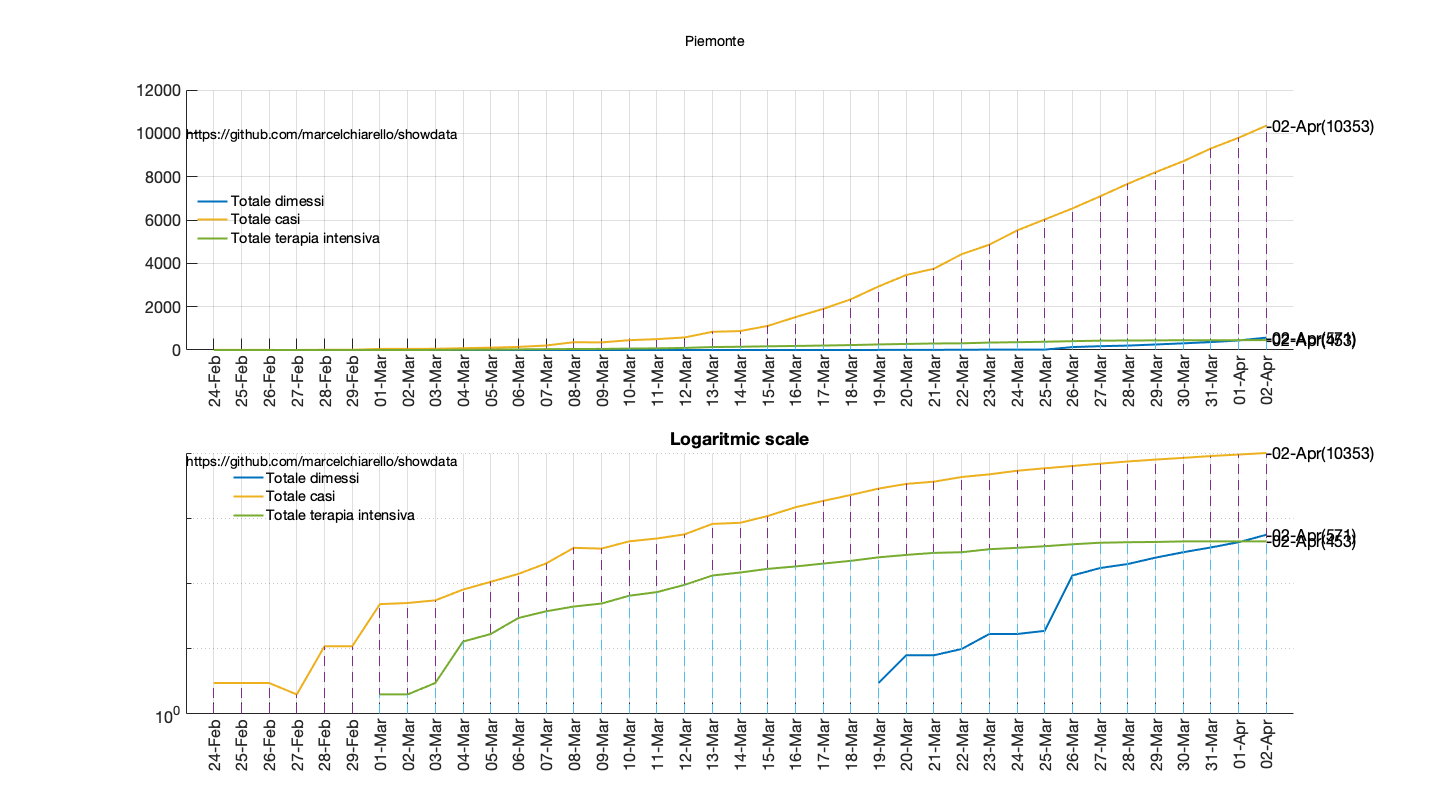 Piemonte
12000
10000
8000
6000
4000
2000
0
https://github.com/marcelchiarello/showdata
Totale dimessi
Totale casi
Totale terapia intensiva
-02-Apr(10353)
-02-Apr(571)
-02-Apr(453)
24-Feb
25-Feb
26-Feb
27-Feb
28-Feb
29-Feb
01-Mar
02-Mar
03-Mar
04-Mar
05-Mar
06-Mar
07-Mar
08-Mar
09-Mar
10-Mar
11-Mar
12-Mar
13-Mar
14-Mar
15-Mar
16-Mar
17-Mar
18-Mar
19-Mar
20-Mar
21-Mar
22-Mar
23-Mar
24-Mar
25-Mar
26-Mar
27-Mar
28-Mar
29-Mar
30-Mar
31-Mar
01-Apr
02-Apr
Logaritmic scale
https://github.com/marcelchiarello/showdata
Totale dimessi
Totale casi
Totale terapia intensiva
-02-Apr(10353)
-02-Apr(571)
-02-Apr(453)
10^0
24-Feb
25-Feb
26-Feb
27-Feb
28-Feb
29-Feb
01-Mar
02-Mar
03-Mar
04-Mar
05-Mar
06-Mar
07-Mar
08-Mar
09-Mar
10-Mar
11-Mar
12-Mar
13-Mar
14-Mar
15-Mar
16-Mar
17-Mar
18-Mar
19-Mar
20-Mar
21-Mar
22-Mar
23-Mar
24-Mar
25-Mar
26-Mar
27-Mar
28-Mar
29-Mar
30-Mar
31-Mar
01-Apr
02-Apr